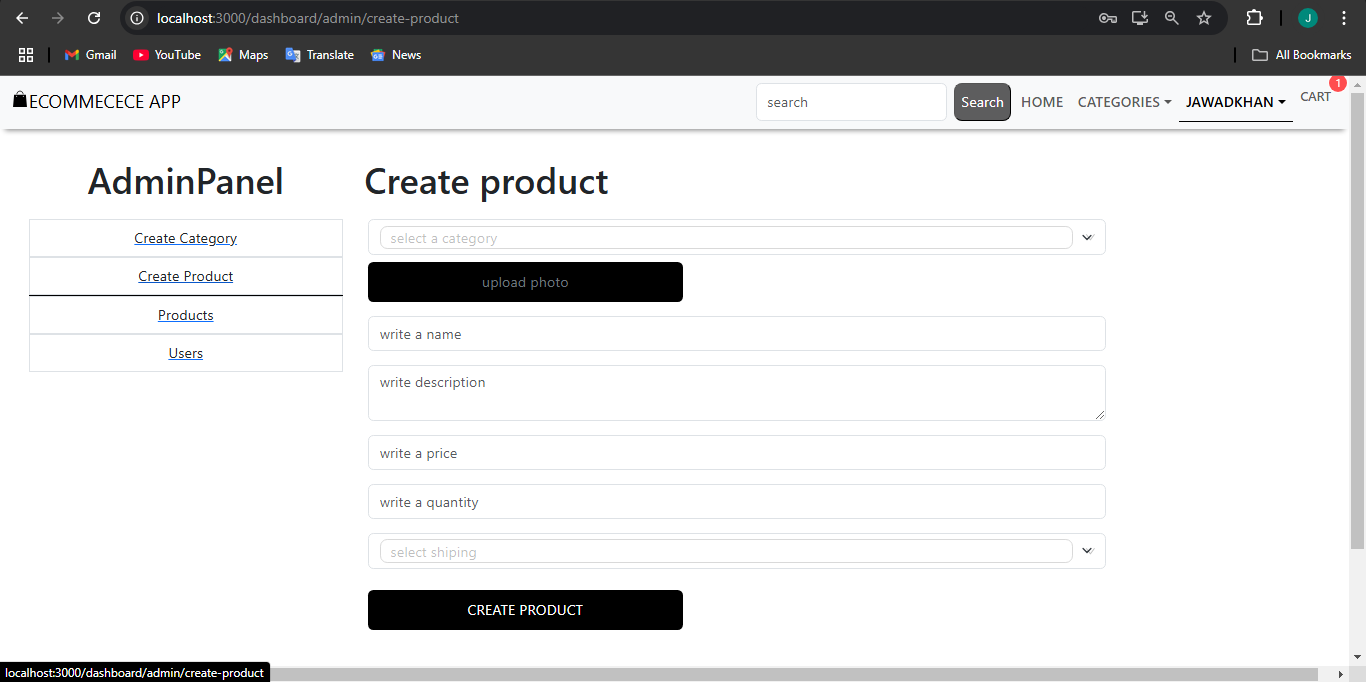 localhost:3000/dashboard/admin/create-product
J
Gmail YouTube Maps Translate News All Bookmarks
ECOMMECECE APP search Search HOME CATEGORIES JAWADKHAN CART 1
AdminPanel
Create Category
Create Product
Products
Users
Create product
select a category
upload photo
write a name
write description
write a price
write a quantity
select shiping
CREATE PRODUCT
localhost:3000/dashboard/admin/create-product